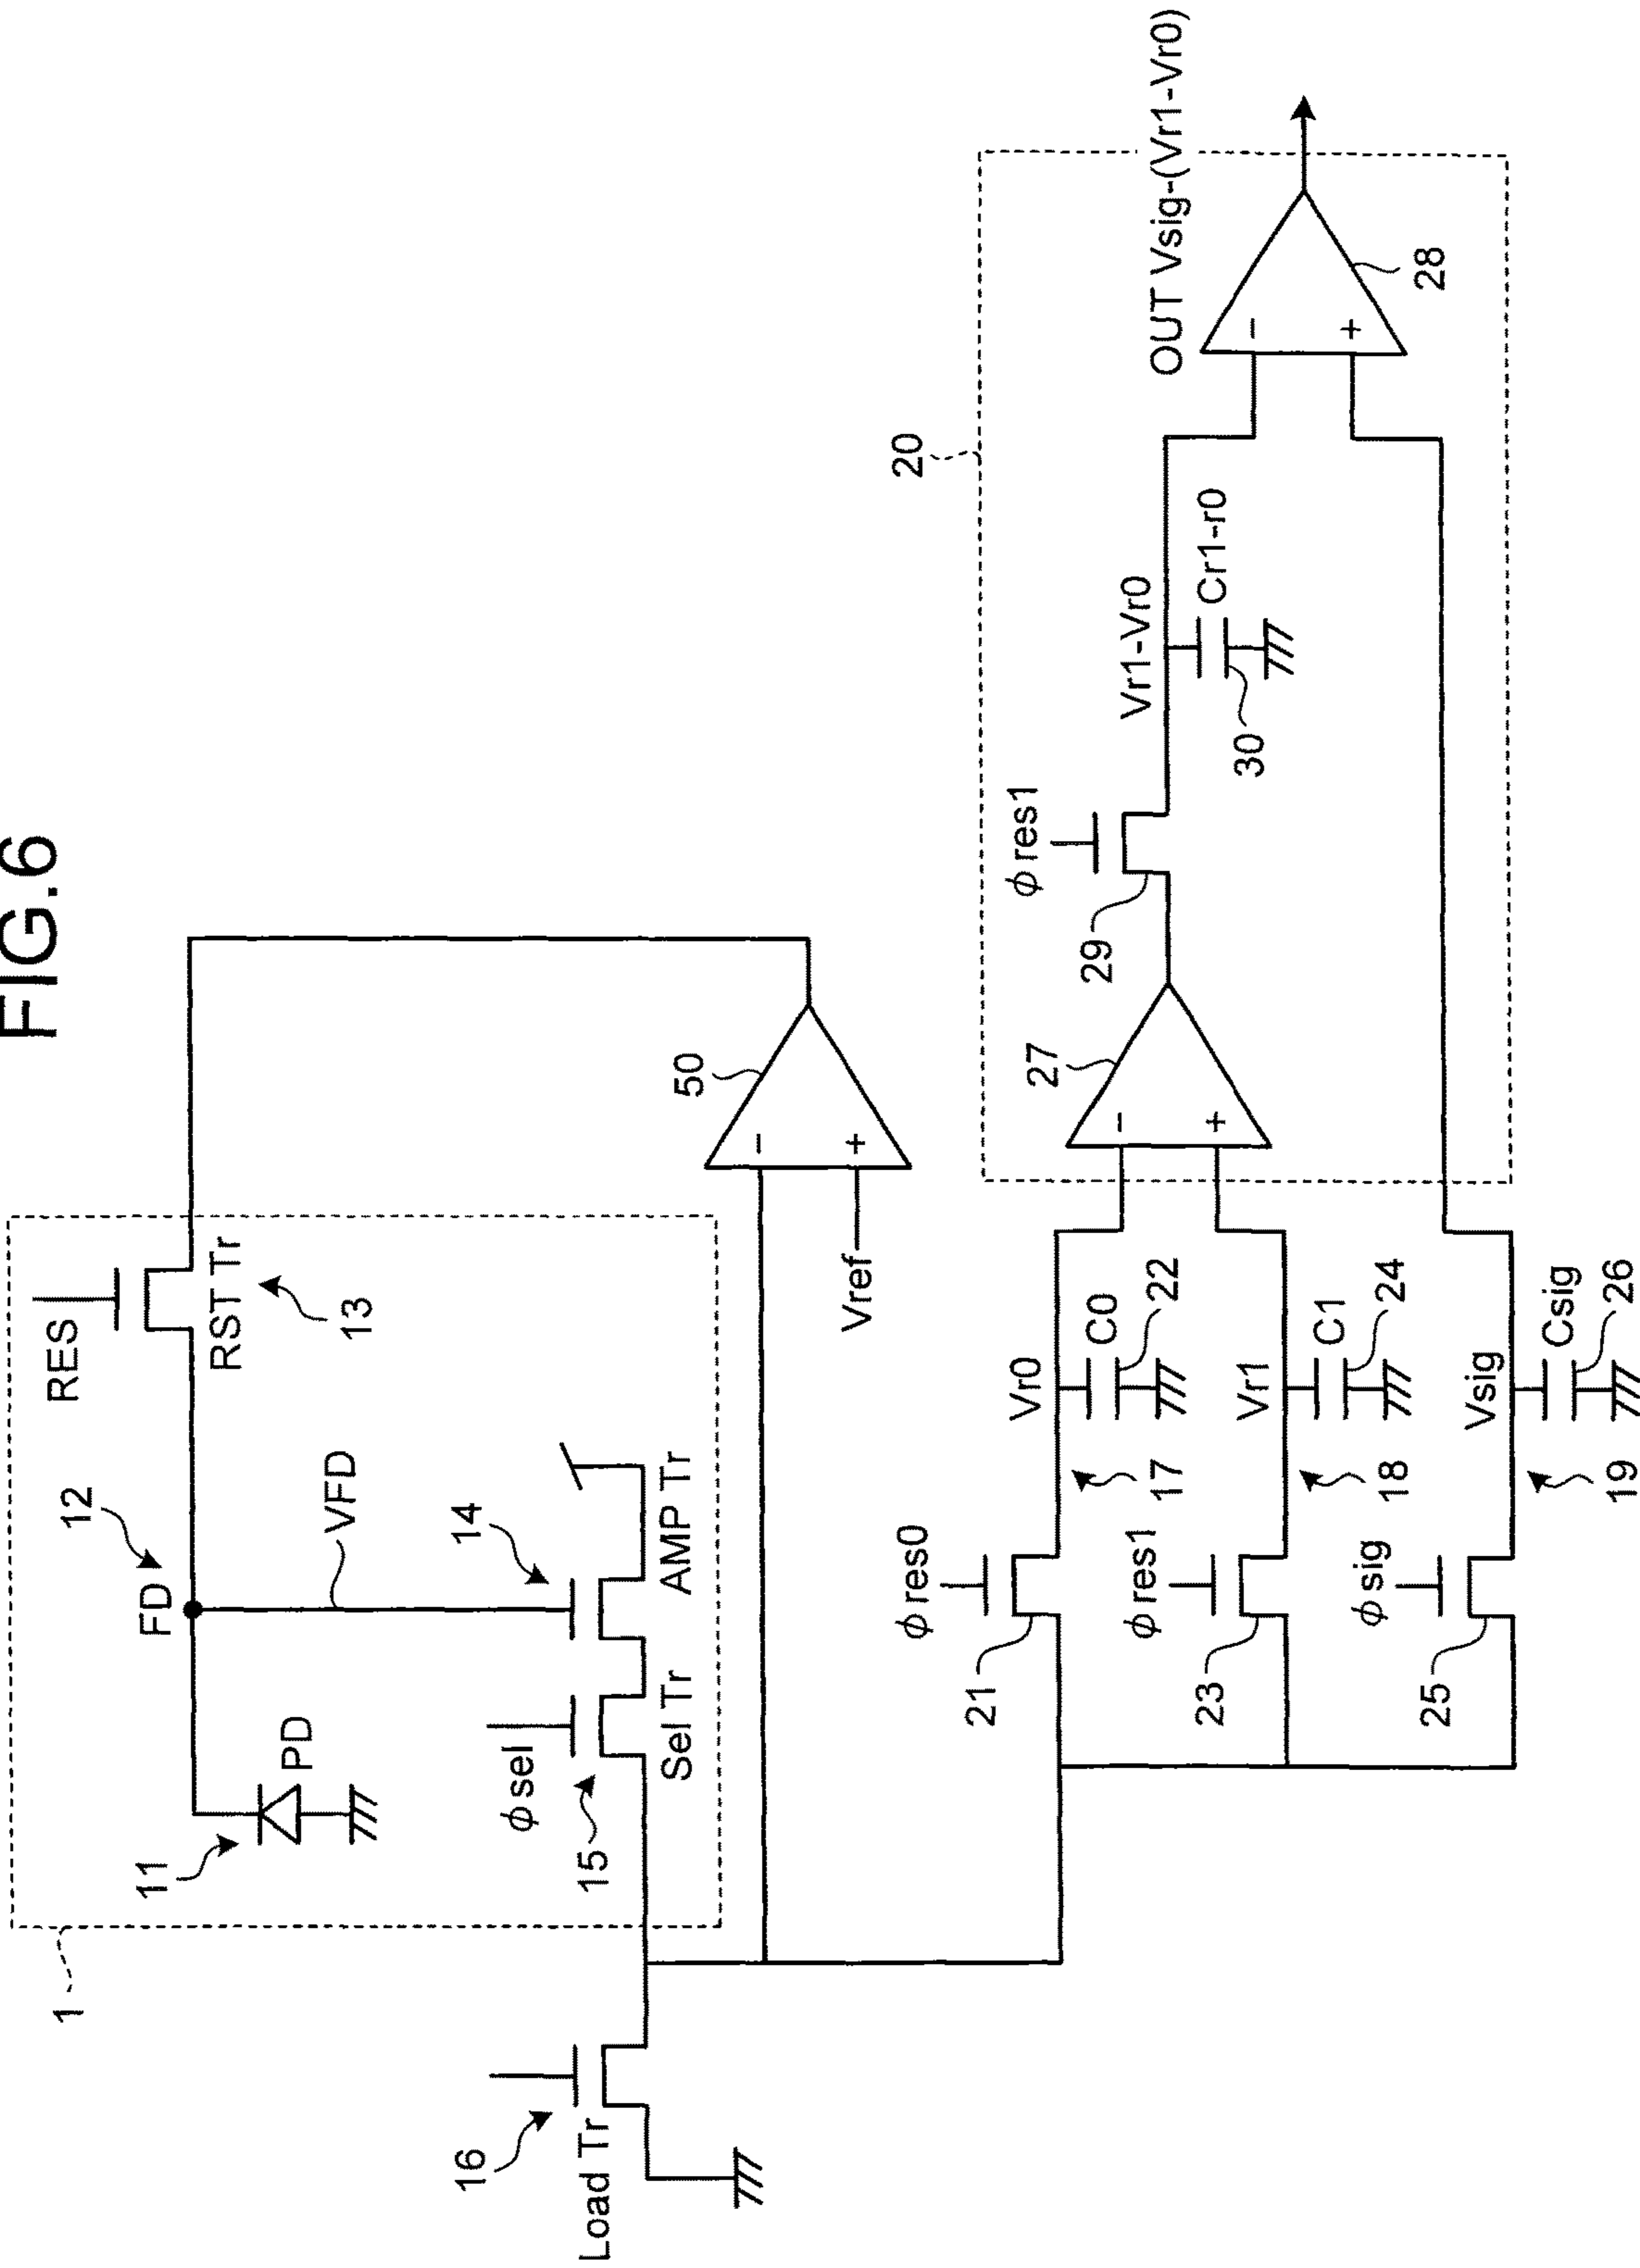 FIG.6
1
RES
12
FD
RST Tr
13
11
PD
VFD
14
φsel
15
Sel Tr
AMP Tr
16
Load Tr
50
-
+
Vref
20
φres0
21
Vr0
17
C0
22
φres1
23
Vr1
18
C1
24
φsig
25
Vsig
19
Csig
26
27
-
+
φres1
29
Vr1-Vr0
Cr1-r0
30
-
+
28
OUT Vsig-(Vr1-Vr0)